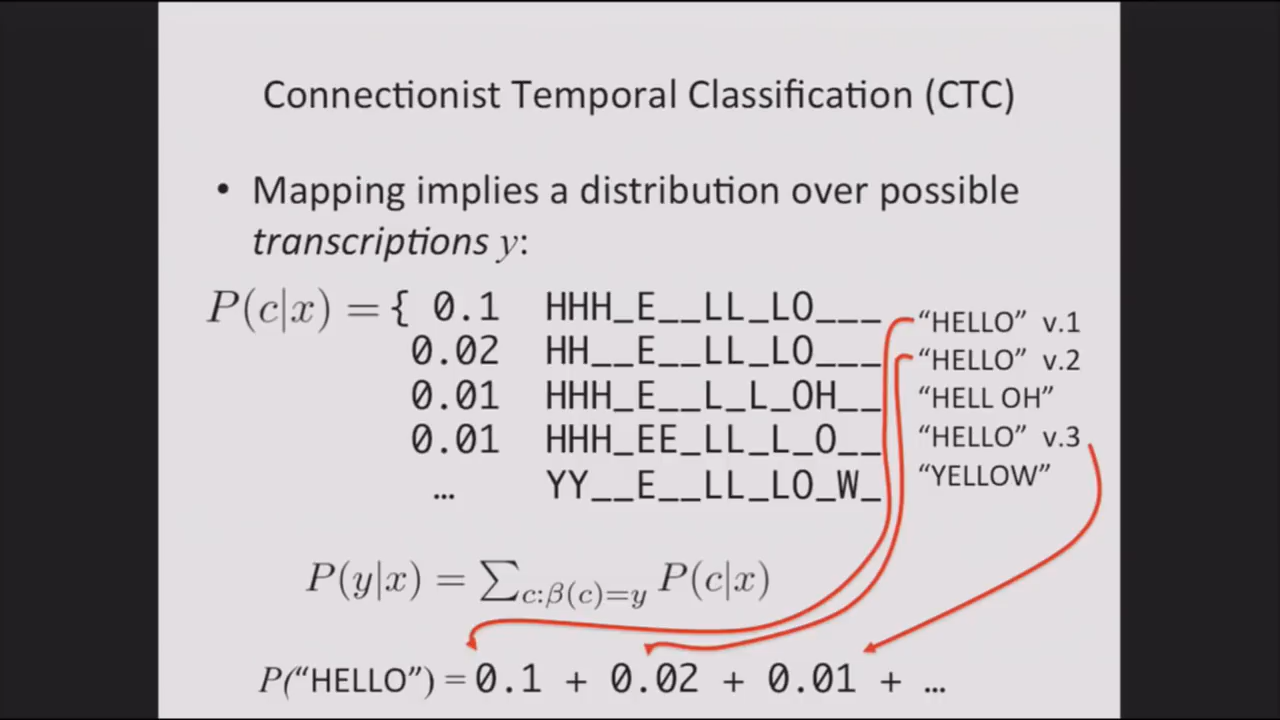 Connectionist Temporal Classification (CTC)
• Mapping implies a distribution over possible
transcriptions y:
P(c|x) = { 0.1 HHH_E__LL_LO___ “HELLO” v.1
0.02 HH__E__LL_LO___ “HELLO” v.2
0.01 HHH_E__L_L_OH__ “HELL OH”
0.01 HHH_EE_LL_L_O__ “HELLO” v.3
… YY__E__LL_LO_W_ “YELLOW”
P(y|x) = ∑c:β(c)=y P(c|x)
P(“HELLO”) = 0.1 + 0.02 + 0.01 + …